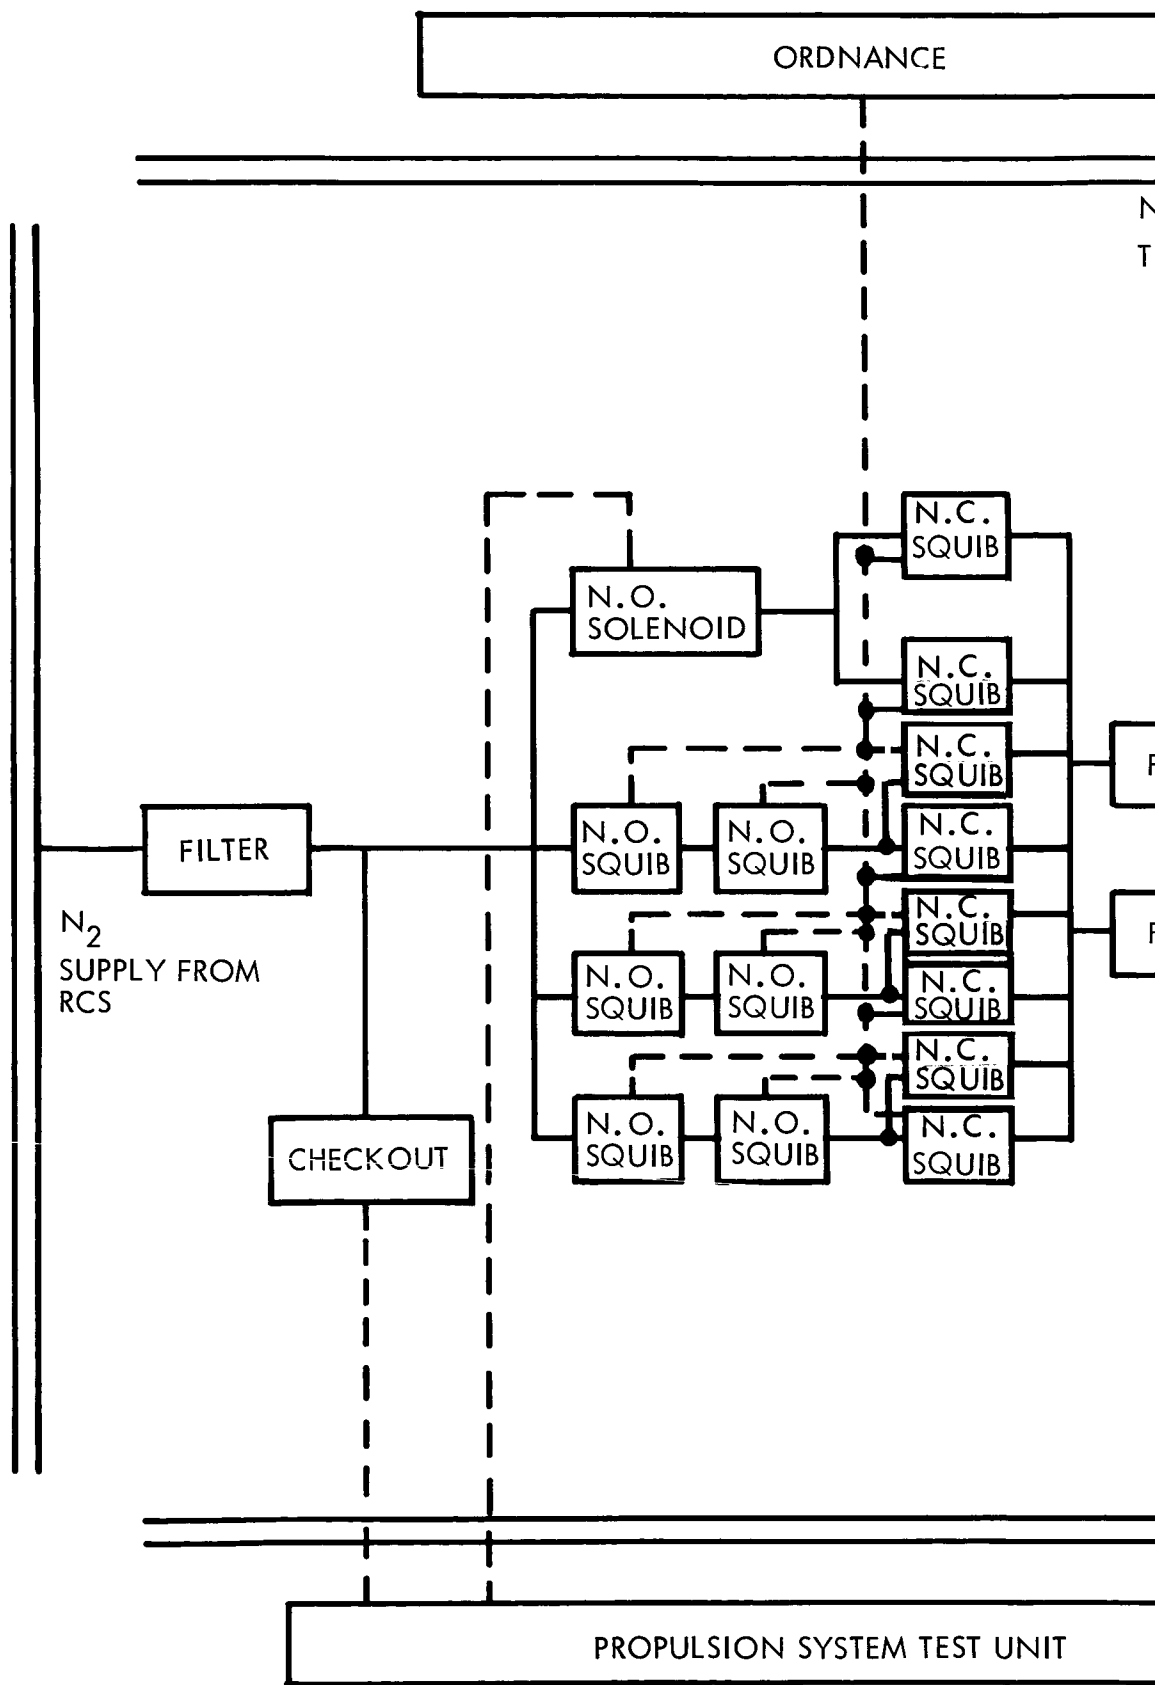 ORDNANCE
N
T
N.C.
SQUIB
N.O.
SOLENOID
N.C.
SQUIB
N.C.
SQUIB
N.O.
SQUIB
N.O.
SQUIB
N.C.
SQUIB
FILTER
N2
SUPPLY FROM
RCS
N.C.
SQUIB
N.O.
SQUIB
N.O.
SQUIB
N.C.
SQUIB
N.C.
SQUIB
N.O.
SQUIB
N.O.
SQUIB
N.C.
SQUIB
CHECKOUT
PROPULSION SYSTEM TEST UNIT